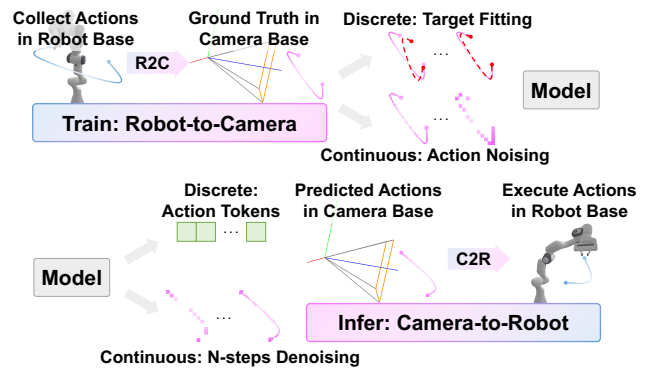 Collect Actions
in Robot Base
Ground Truth in
Camera Base
R2C
Train: Robot-to-Camera
Discrete: Target Fitting
...
Model
...
Continuous: Action Noising
Discrete:
Action Tokens
...
Model
...
Continuous: N-steps Denoising
Predicted Actions
in Camera Base
C2R
Execute Actions
in Robot Base
Infer: Camera-to-Robot